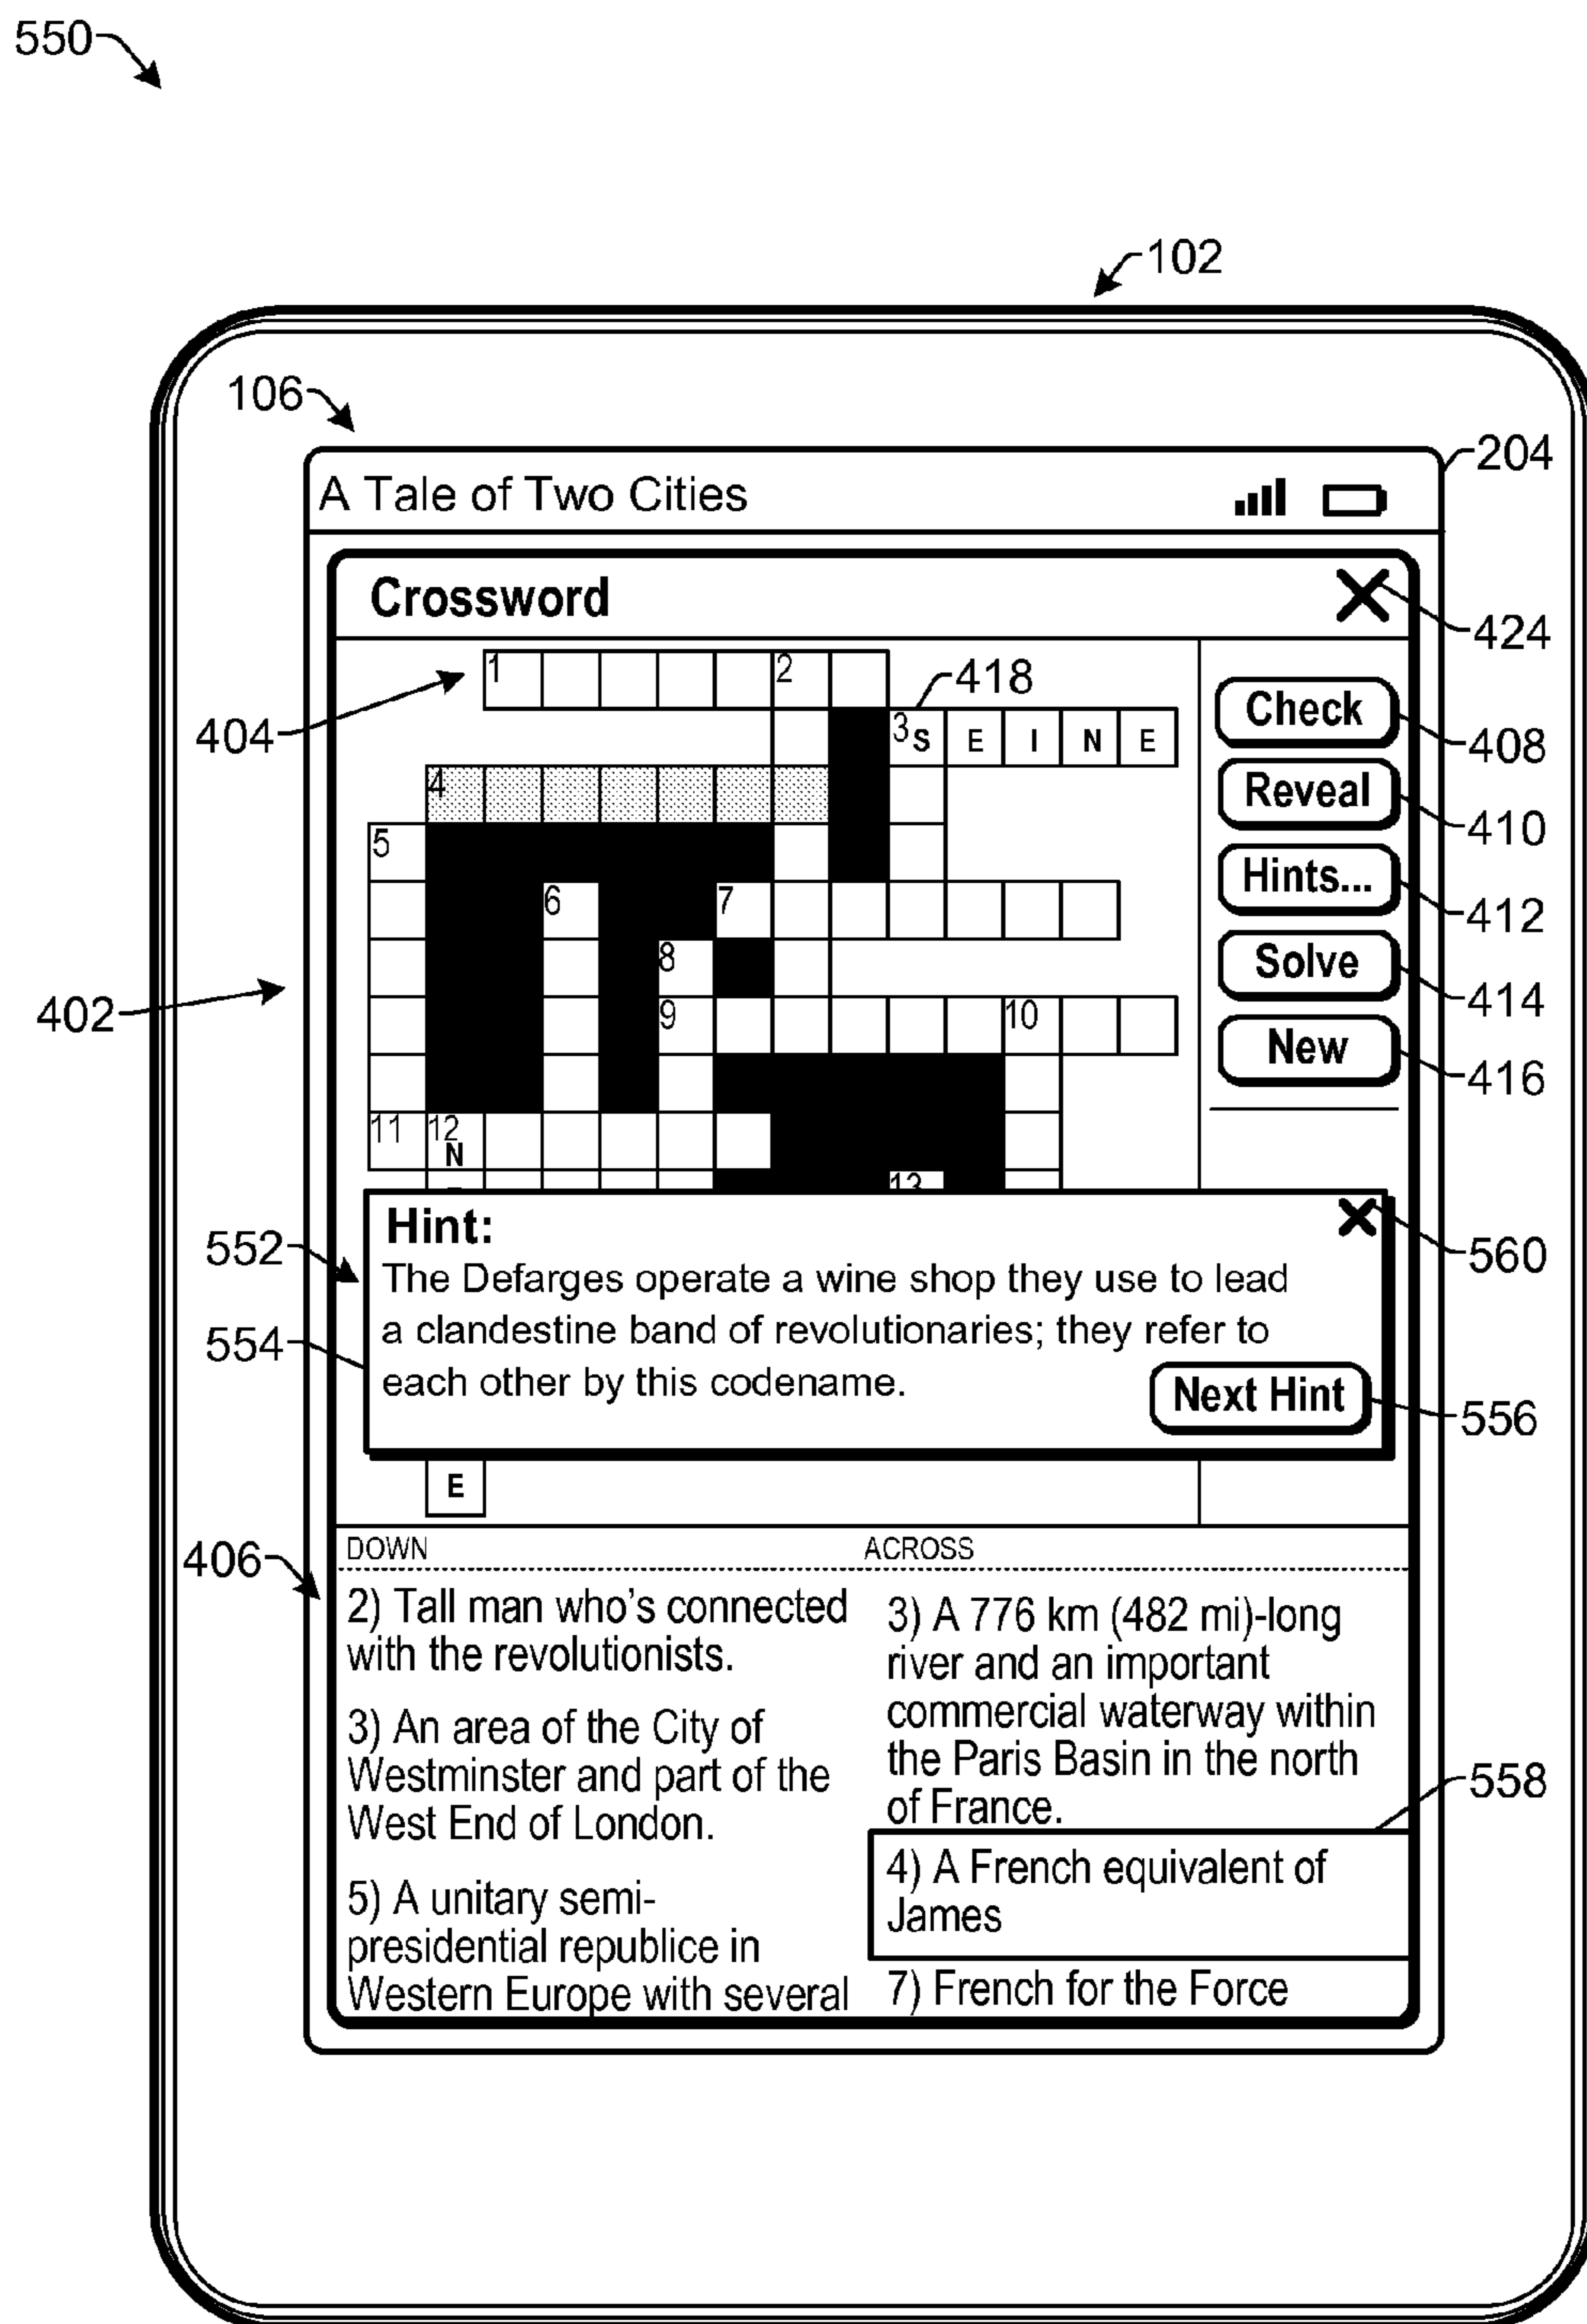 550
102
106
204
A Tale of Two Cities
Crossword
424
404
1 2
418
3 S E I N E
Check
408
4
Reveal
410
5
6 7
Hints...
412
8
Solve
414
402
9 10
New
416
11 12 N
13
Hint:
560
552
The Defarges operate a wine shop they use to lead
a clandestine band of revolutionaries; they refer to
554
each other by this codename.
Next Hint
556
E
406
DOWN
2) Tall man who's connected
with the revolutionists.
3) An area of the City of
Westminster and part of the
West End of London.
5) A unitary semi-
presidential republice in
Western Europe with several
ACROSS
3) A 776 km (482 mi)-long
river and an important
commercial waterway within
the Paris Basin in the north
of France.
558
4) A French equivalent of
James
7) French for the Force